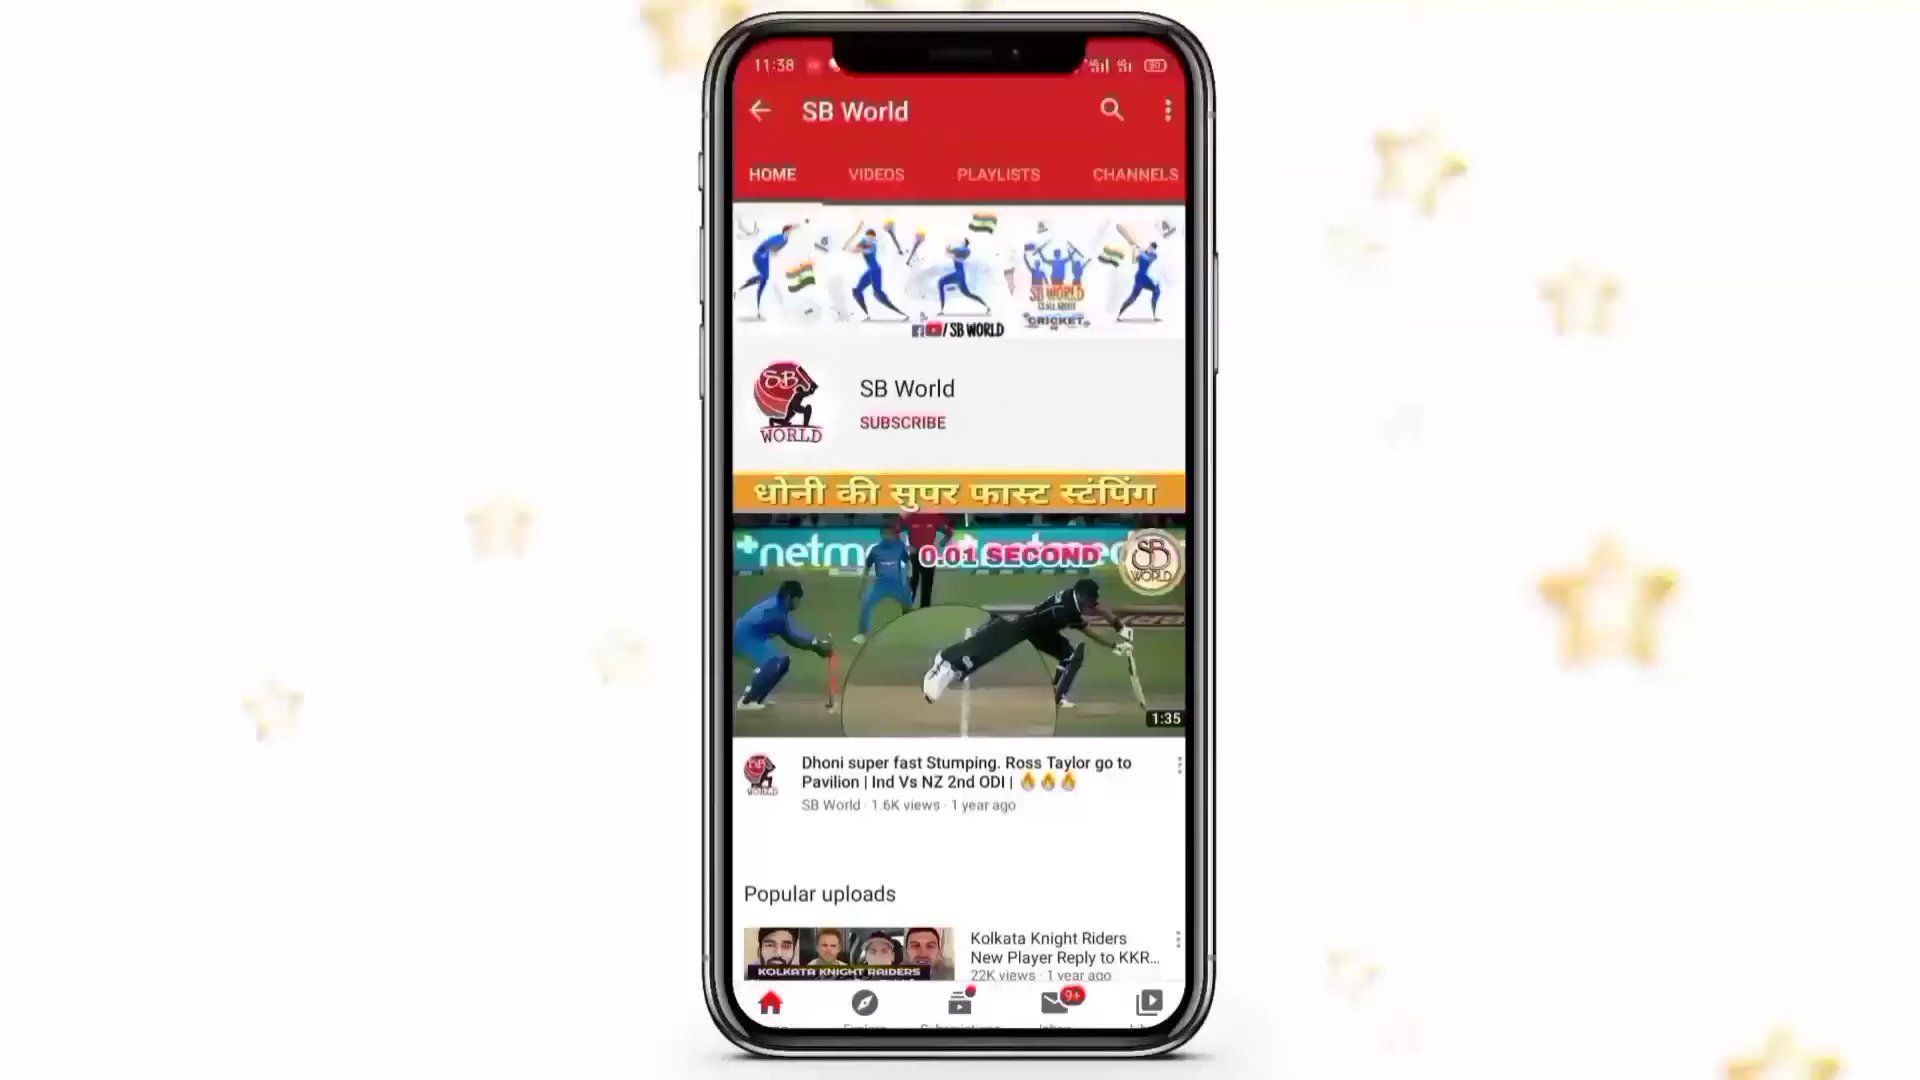 11:38
SB World
HOME VIDEOS PLAYLISTS CHANNELS
SB WORLD
CRICKET
/ SB WORLD
SB
WORLD
SB World
SUBSCRIBE
धोनी की सुपर फास्ट स्टंपिंग
+netm
0.01 SECOND
SB
WORLD
1:35
SB
WORLD
Dhoni super fast Stumping. Ross Taylor go to
Pavilion | Ind Vs NZ 2nd ODI | 🔥🔥🔥
SB World · 1.6K views · 1 year ago
Popular uploads
KOLKATA KNIGHT RAIDERS
Kolkata Knight Riders
New Player Reply to KKR...
22K views · 1 year ago
9+